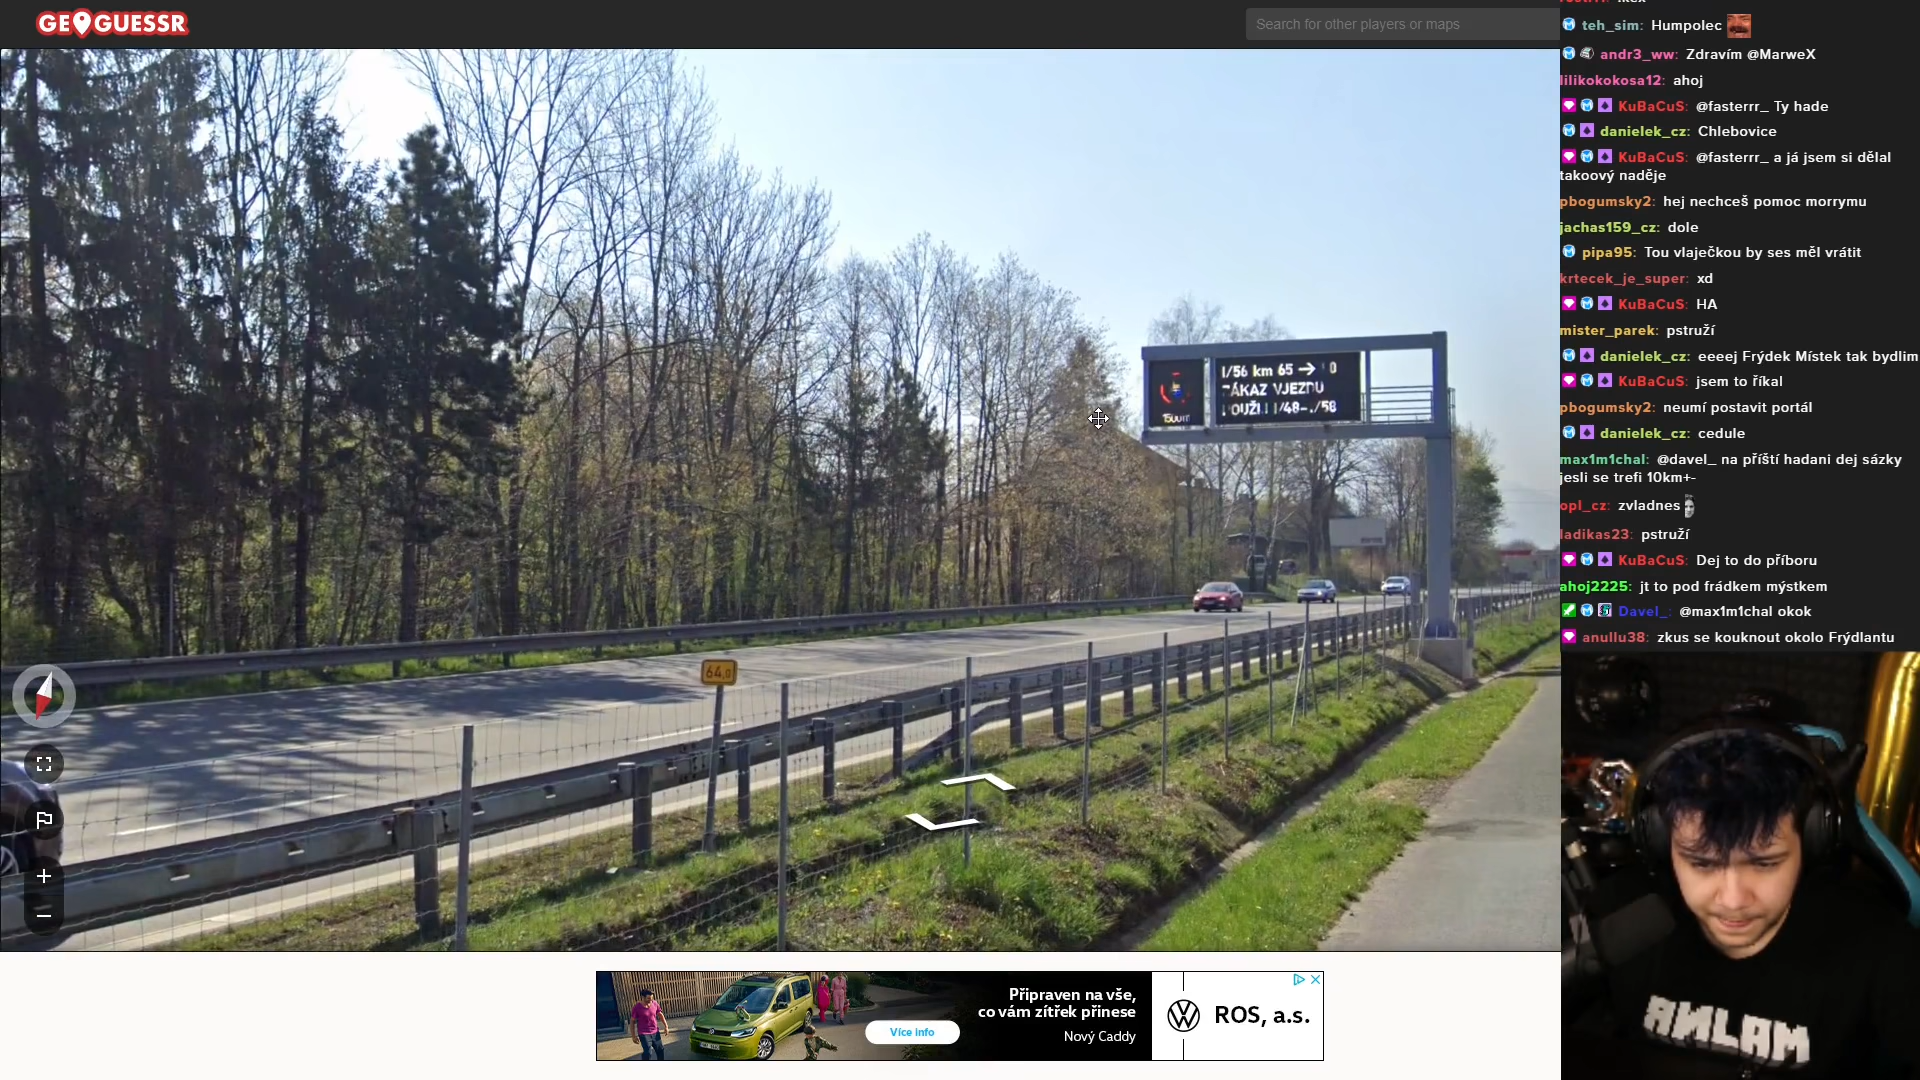 GEOGUESSR
Search for other players or maps
teh_sim: Humpolec
andr3_ww: Zdravím @MarweX
lilikokokosa12: ahoj
KuBaCuS: @fasterrr_ Ty hade
danielek_cz: Chlebovice
KuBaCuS: @fasterrr_ a já jsem si dělal
takoový naděje
pbogumsky2: hej nechceš pomoc morrymu
jachas159_cz: dole
pipa95: Tou vlaječkou by ses měl vrátit
krtecek_je_super: xd
KuBaCuS: HA
mister_parek: pstruží
danielek_cz: eeeej Frýdek Místek tak bydlim
KuBaCuS: jsem to říkal
pbogumsky2: neumí postavit portál
danielek_cz: cedule
max1m1chal: @davel_ na příští hadani dej sázky
jesli se trefi 10km+-
opl_cz: zvladnes
ladikas23: pstruží
KuBaCuS: Dej to do příboru
ahoj2225: jt to pod frádkem mýstkem
Davel_: @max1m1chal okok
anullu38: zkus se kouknout okolo Frýdlantu
I/56 km 65 →
ZÁKAZ VJEZDU
64,0
Připraven na vše,
co vám zítřek přinese
Více info
Nový Caddy
ROS, a.s.